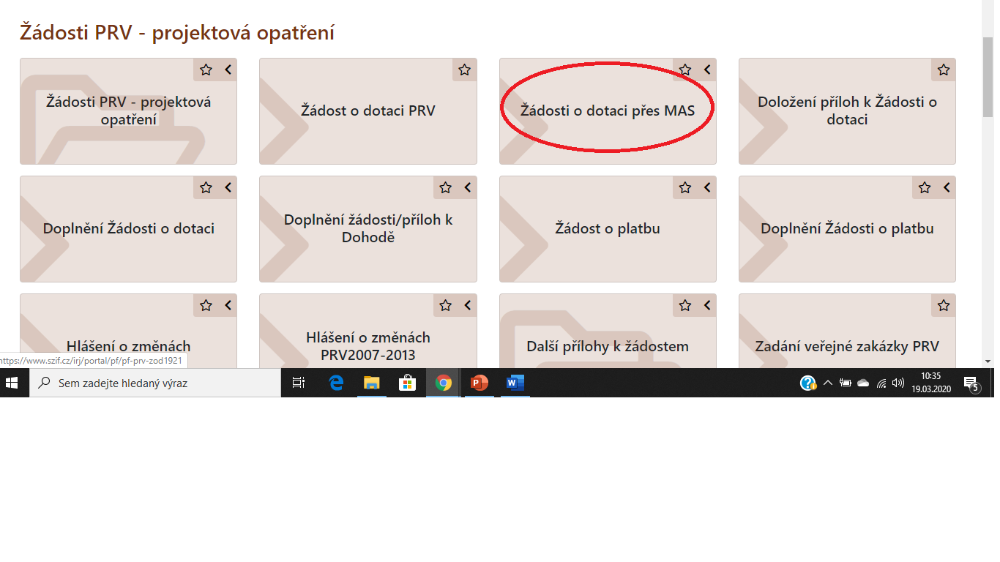 Žádosti PRV - projektová opatření
Žádosti PRV - projektová
opatření
Žádost o dotaci PRV
Žádosti o dotaci přes MAS
Doložení příloh k Žádosti o
dotaci
Doplnění Žádosti o dotaci
Doplnění žádosti/příloh k
Dohodě
Žádost o platbu
Doplnění Žádosti o platbu
Hlášení o změnách
Hlášení o změnách
PRV2007-2013
Další přílohy k žádostem
Zadání veřejné zakázky PRV
https://www.szif.cz/irj/portal/pf/pf-prv-zod1921
Sem zadejte hledaný výraz
10:35
19.03.2020
5